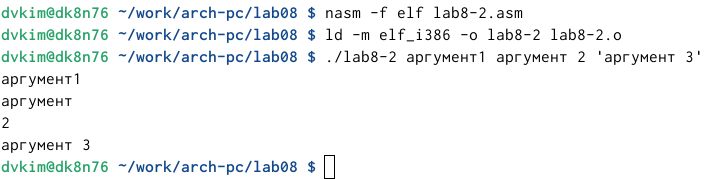 dvkim@dk8n76 ~/work/arch-pc/lab08 $ nasm -f elf lab8-2.asm
dvkim@dk8n76 ~/work/arch-pc/lab08 $ ld -m elf_i386 -o lab8-2 lab8-2.o
dvkim@dk8n76 ~/work/arch-pc/lab08 $ ./lab8-2 аргумент1 аргумент 2 'аргумент 3'
аргумент1
аргумент
2
аргумент 3
dvkim@dk8n76 ~/work/arch-pc/lab08 $